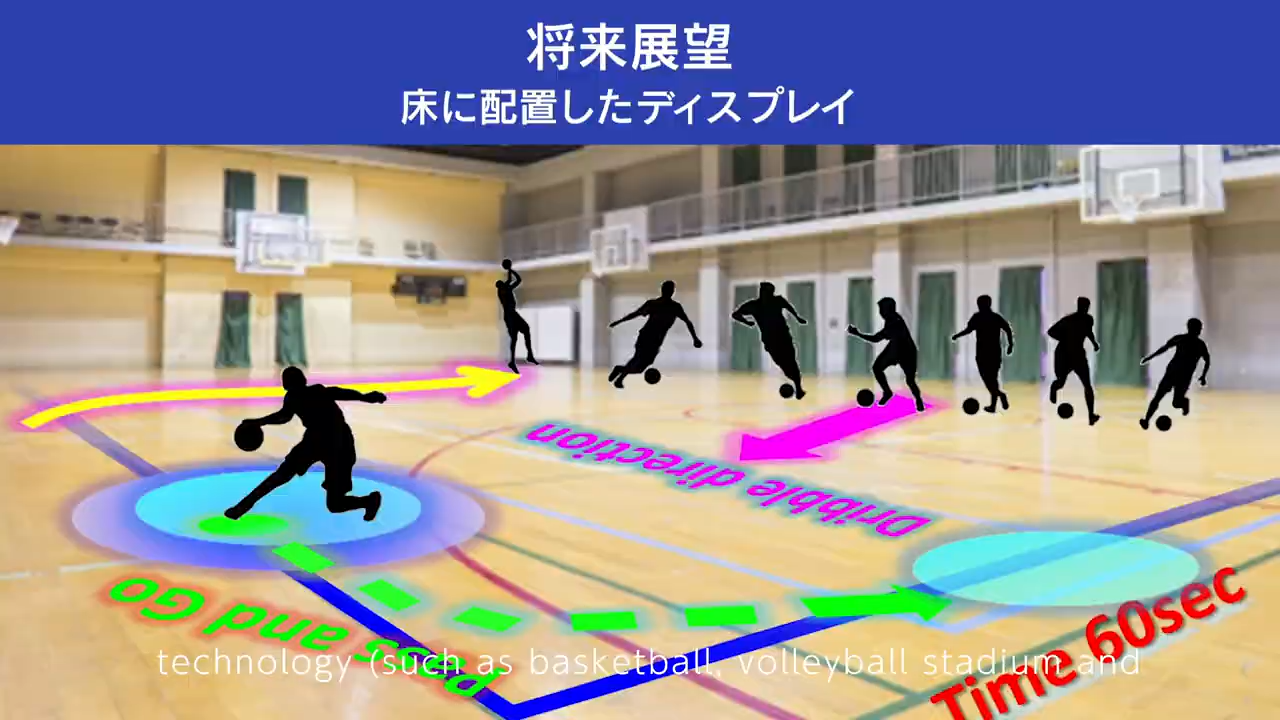 将来展望
床に配置したディスプレイ
Dribble direction
Pass and Go
Time 60sec
technology (such as basketball, volleyball stadium and